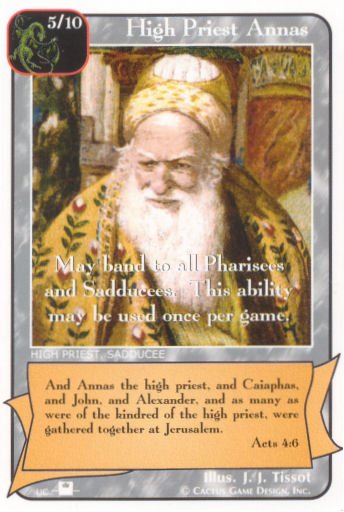 5/10
High Priest Annas
May band to all Pharisees
and Sadducees. This ability
may be used once per game.
HIGH PRIEST, SADDUCEE
And Annas the high priest, and Caiaphas,
and John, and Alexander, and as many as
were of the kindred of the high priest, were
gathered together at Jerusalem.
Acts 4:6
Illus. J. J. Tissot
UC
© Cactus Game Design, Inc.